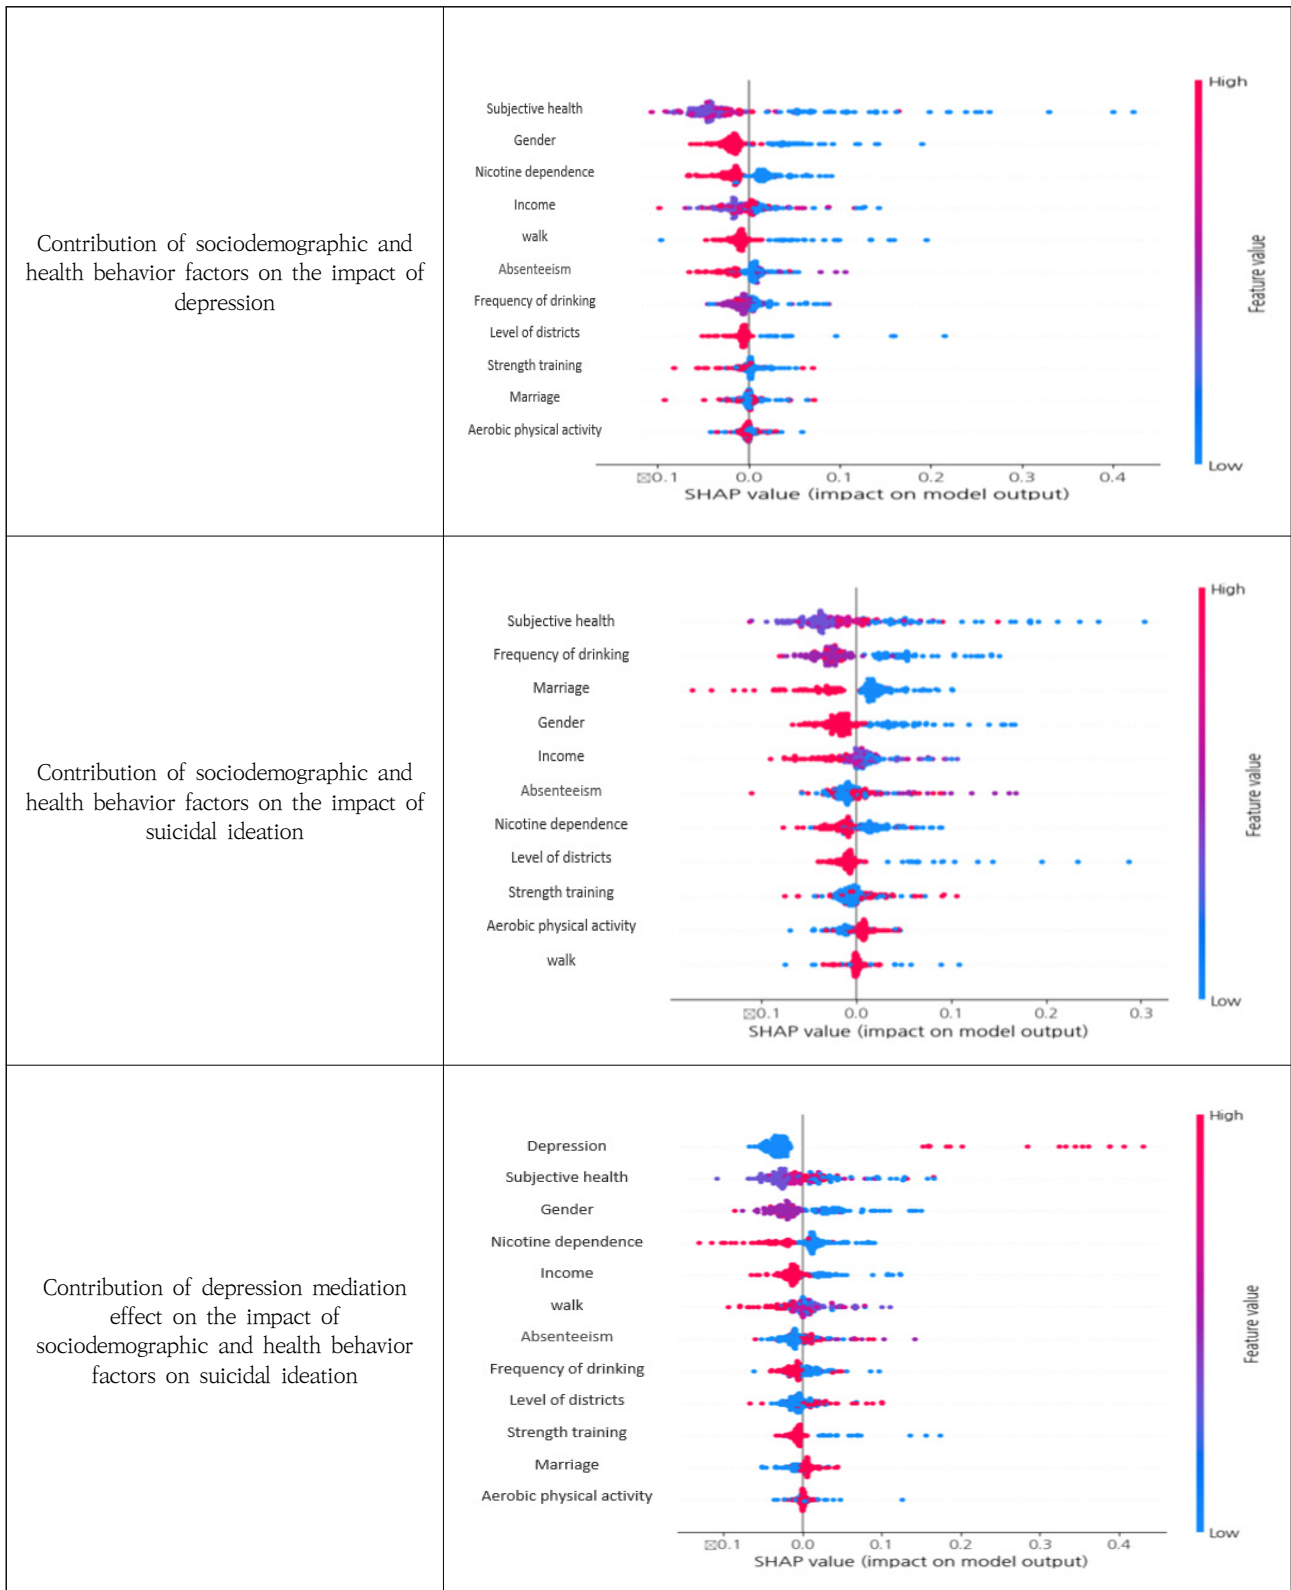 Contribution of sociodemographic and
health behavior factors on the impact of
depression
Subjective health
Gender
Nicotine dependence
Income
walk
Absenteeism
Frequency of drinking
Level of districts
Strength training
Marriage
Aerobic physical activity
☒0.1 0.0 0.1 0.2 0.3 0.4
SHAP value (impact on model output)
High
Feature value
Low
Contribution of sociodemographic and
health behavior factors on the impact of
suicidal ideation
Subjective health
Frequency of drinking
Marriage
Gender
Income
Absenteeism
Nicotine dependence
Level of districts
Strength training
Aerobic physical activity
walk
☒0.1 0.0 0.1 0.2 0.3
SHAP value (impact on model output)
High
Feature value
Low
Contribution of depression mediation
effect on the impact of
sociodemographic and health behavior
factors on suicidal ideation
Depression
Subjective health
Gender
Nicotine dependence
Income
walk
Absenteeism
Frequency of drinking
Level of districts
Strength training
Marriage
Aerobic physical activity
☒0.1 0.0 0.1 0.2 0.3 0.4
SHAP value (impact on model output)
High
Feature value
Low